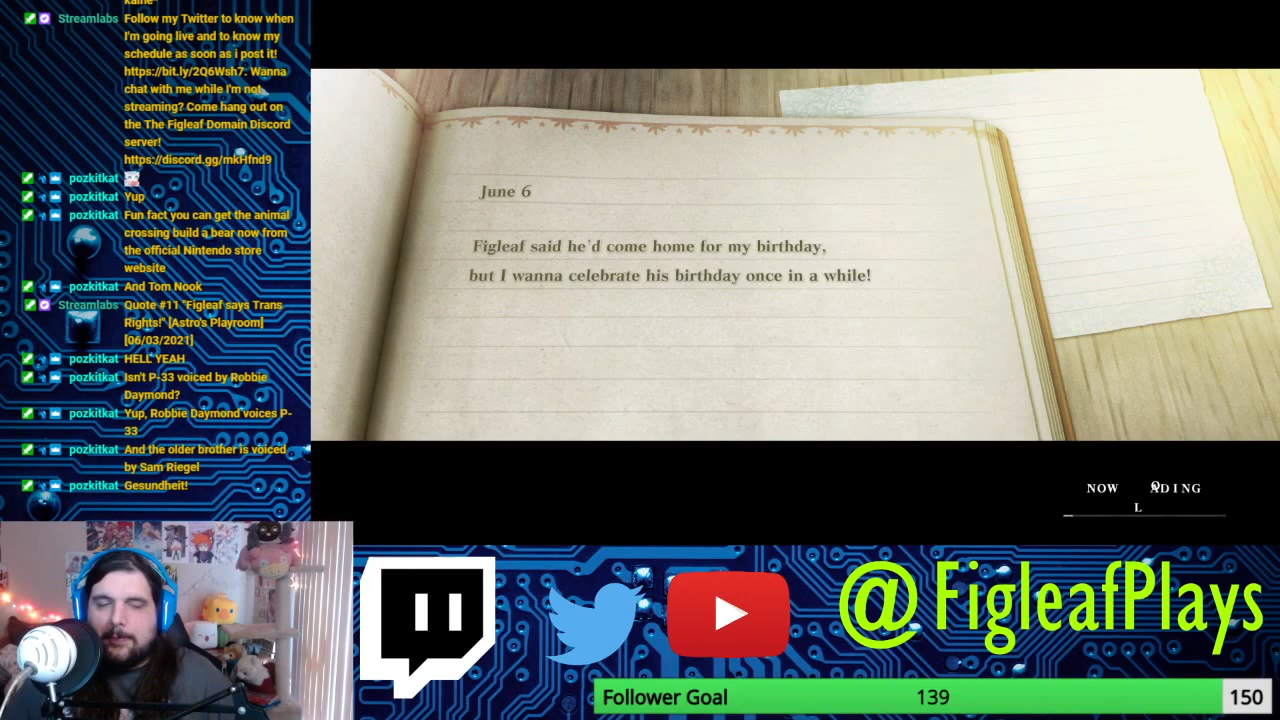 kaine~
Streamlabs Follow my Twitter to know when
I'm going live and to know my
schedule as soon as i post it!
https://bit.ly/2Q6Wsh7. Wanna
chat with me while I'm not
streaming? Come hang out on
the The Figleaf Domain Discord
server!
https://discord.gg/mkHfnd9
pozkitkat
pozkitkat Yup
pozkitkat Fun fact you can get the animal
crossing build a bear now from
the official Nintendo store
website
pozkitkat And Tom Nook
Streamlabs Quote #11 "Figleaf says Trans
Rights!" [Astro's Playroom]
[06/03/2021]
pozkitkat HELL YEAH
pozkitkat Isn't P-33 voiced by Robbie
Daymond?
pozkitkat Yup, Robbie Daymond voices P-
33
pozkitkat And the older brother is voiced
by Sam Riegel
pozkitkat Gesundheit!
June 6
Figleaf said he'd come home for my birthday,
but I wanna celebrate his birthday once in a while!
NOW LOADING
@FigleafPlays
Follower Goal 139 150